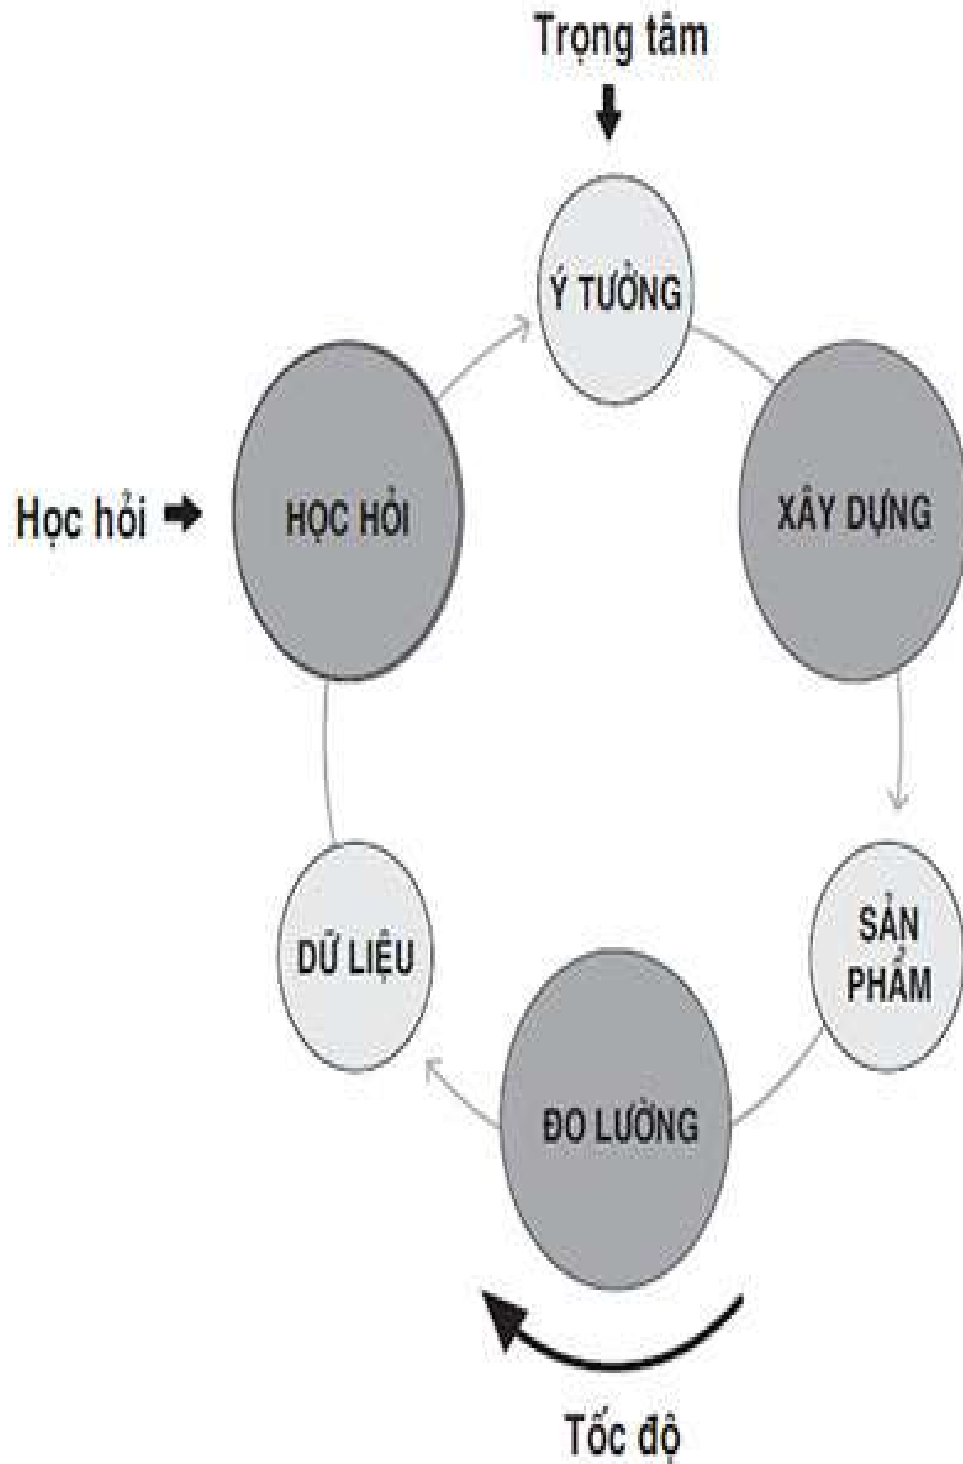 Trọng tâm
Ý TƯỞNG
Học hỏi
HỌC HỎI
XÂY DỰNG
DỮ LIỆU
SẢN
PHẨM
ĐO LƯỜNG
Tốc độ